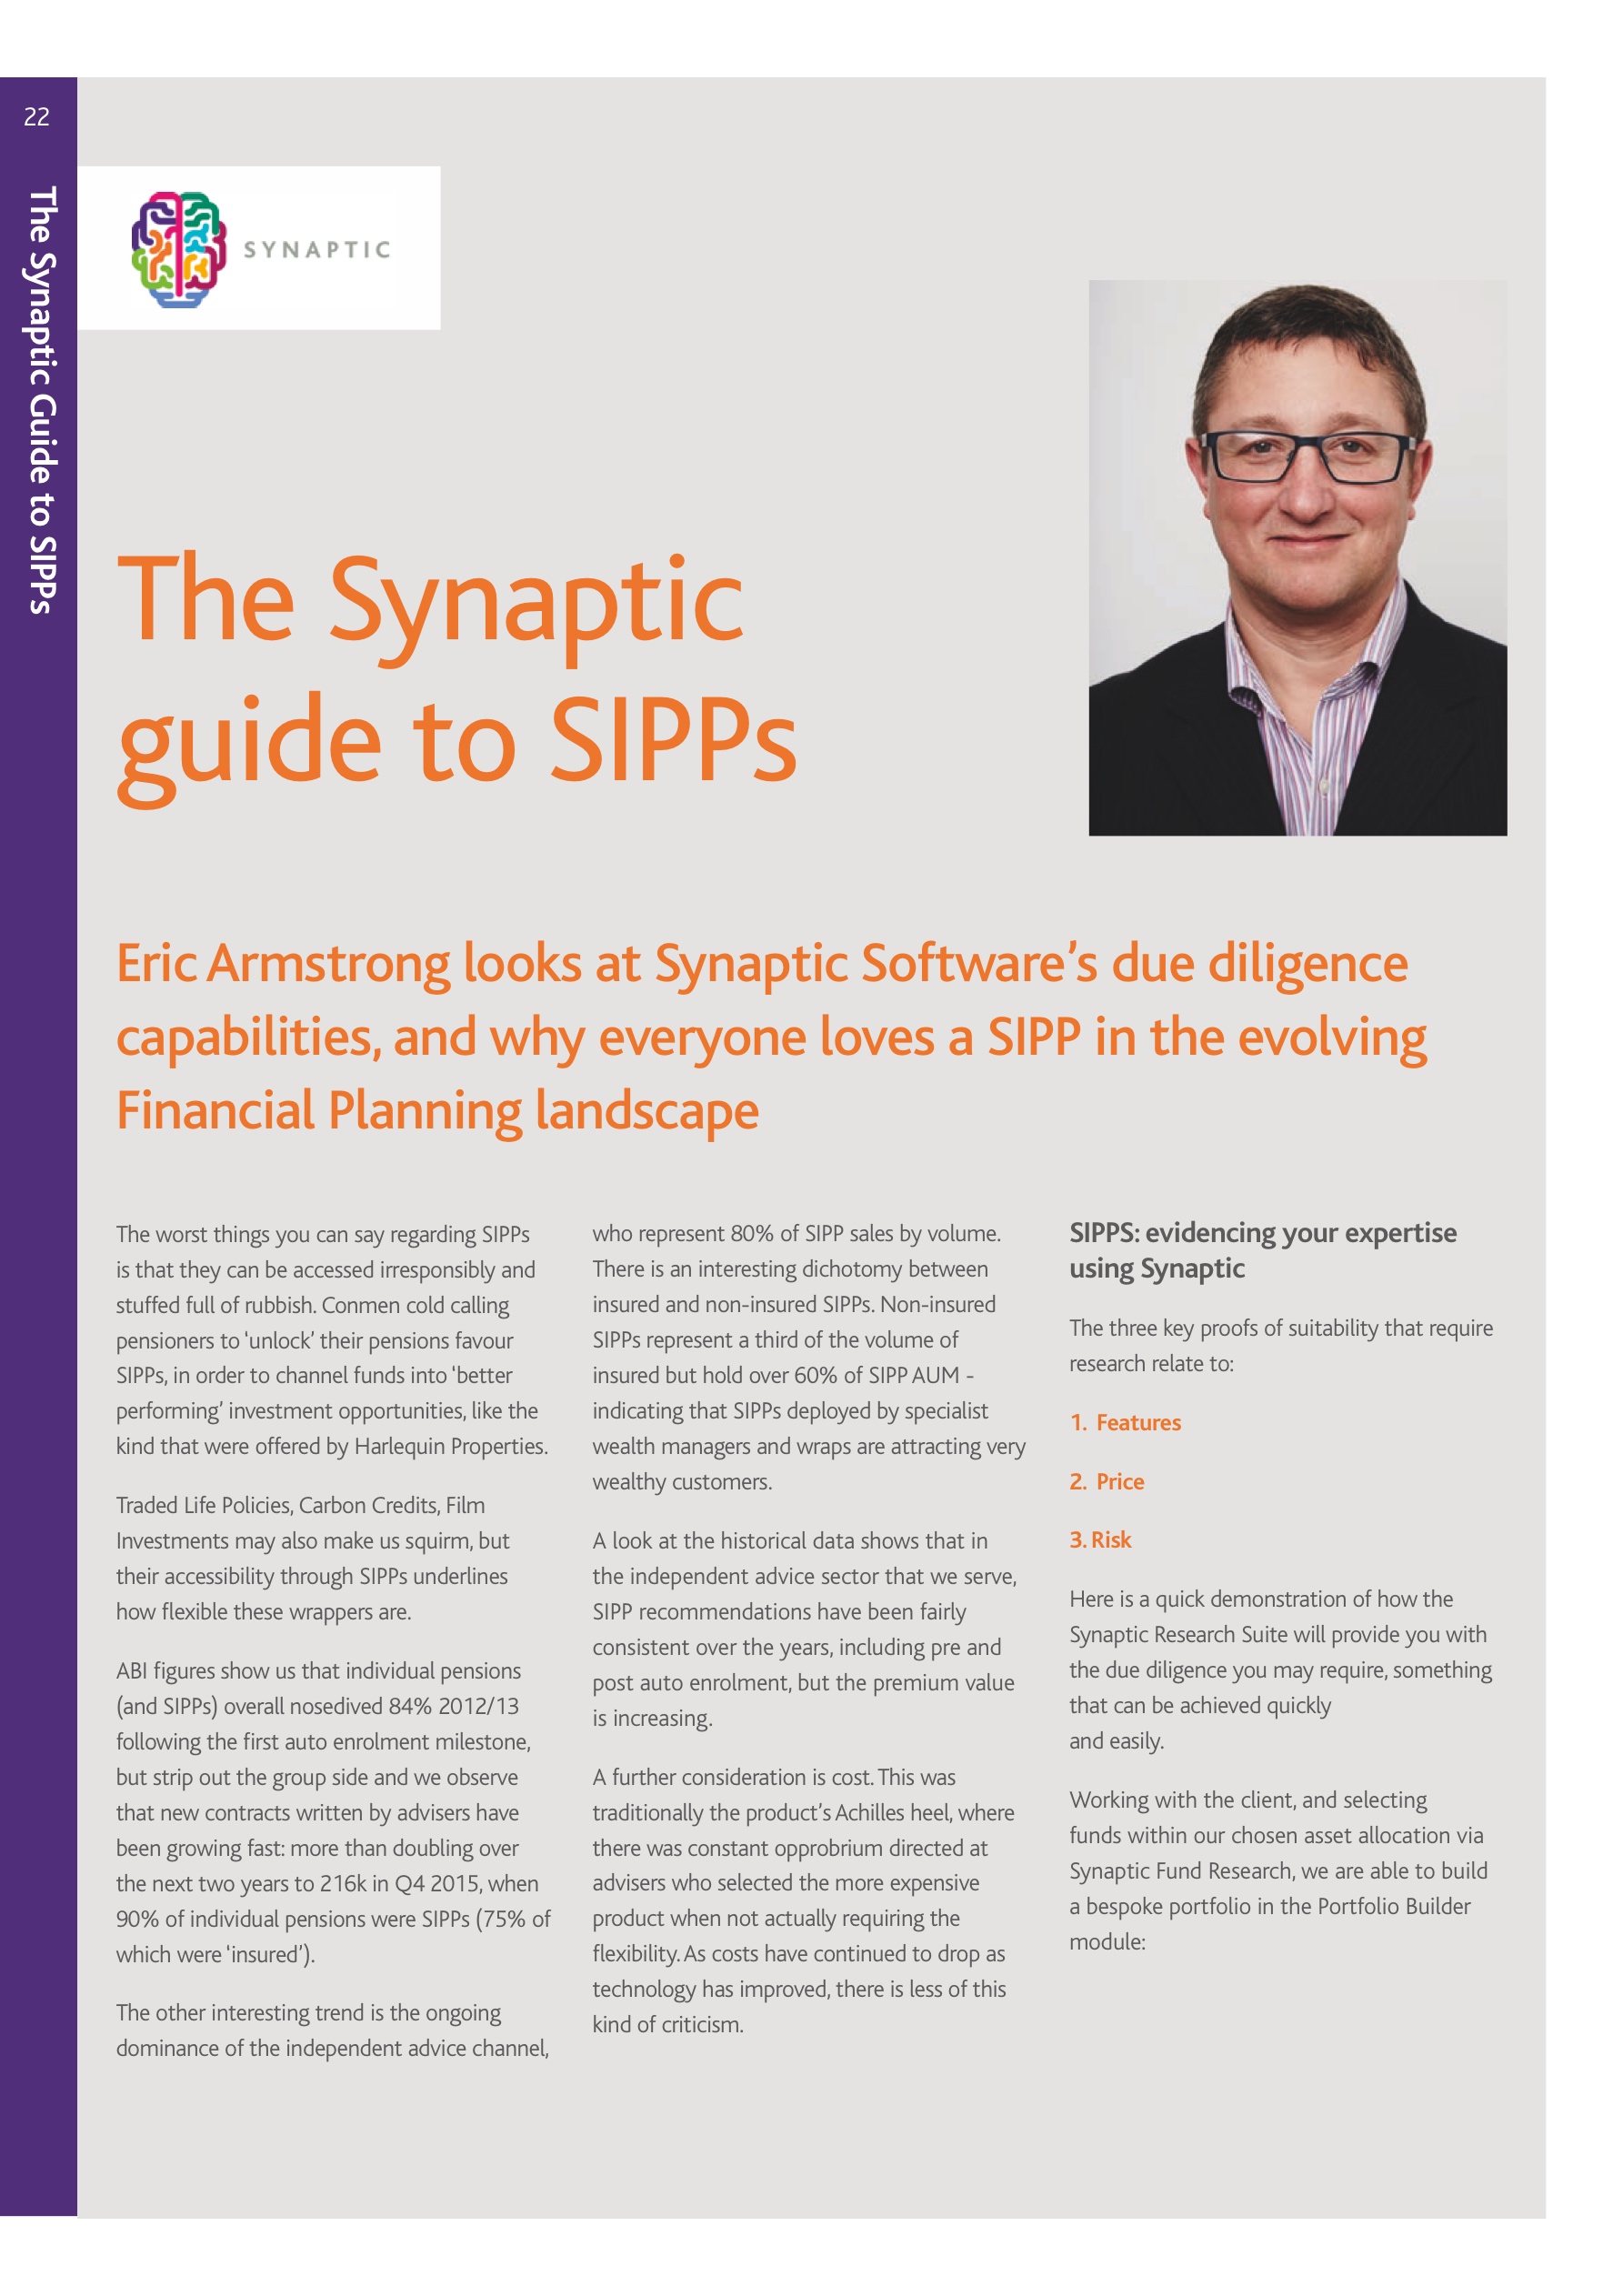 22
The Synaptic Guide to SIPPs
SYNAPTIC
The Synaptic
guide to SIPPs
Eric Armstrong looks at Synaptic Software’s due diligence
capabilities, and why everyone loves a SIPP in the evolving
Financial Planning landscape
The worst things you can say regarding SIPPs
is that they can be accessed irresponsibly and
stuffed full of rubbish. Conmen cold calling
pensioners to ‘unlock’ their pensions favour
SIPPs, in order to channel funds into ‘better
performing’ investment opportunities, like the
kind that were offered by Harlequin Properties.
Traded Life Policies, Carbon Credits, Film
Investments may also make us squirm, but
their accessibility through SIPPs underlines
how flexible these wrappers are.
ABI figures show us that individual pensions
(and SIPPs) overall nosedived 84% 2012/13
following the first auto enrolment milestone,
but strip out the group side and we observe
that new contracts written by advisers have
been growing fast: more than doubling over
the next two years to 216k in Q4 2015, when
90% of individual pensions were SIPPs (75% of
which were ‘insured’).
The other interesting trend is the ongoing
dominance of the independent advice channel,
who represent 80% of SIPP sales by volume.
There is an interesting dichotomy between
insured and non-insured SIPPs. Non-insured
SIPPs represent a third of the volume of
insured but hold over 60% of SIPP AUM -
indicating that SIPPs deployed by specialist
wealth managers and wraps are attracting very
wealthy customers.
A look at the historical data shows that in
the independent advice sector that we serve,
SIPP recommendations have been fairly
consistent over the years, including pre and
post auto enrolment, but the premium value
is increasing.
A further consideration is cost. This was
traditionally the product’s Achilles heel, where
there was constant opprobrium directed at
advisers who selected the more expensive
product when not actually requiring the
flexibility. As costs have continued to drop as
technology has improved, there is less of this
kind of criticism.
SIPPS: evidencing your expertise
using Synaptic
The three key proofs of suitability that require
research relate to:
1. Features
2. Price
3. Risk
Here is a quick demonstration of how the
Synaptic Research Suite will provide you with
the due diligence you may require, something
that can be achieved quickly
and easily.
Working with the client, and selecting
funds within our chosen asset allocation via
Synaptic Fund Research, we are able to build
a bespoke portfolio in the Portfolio Builder
module: